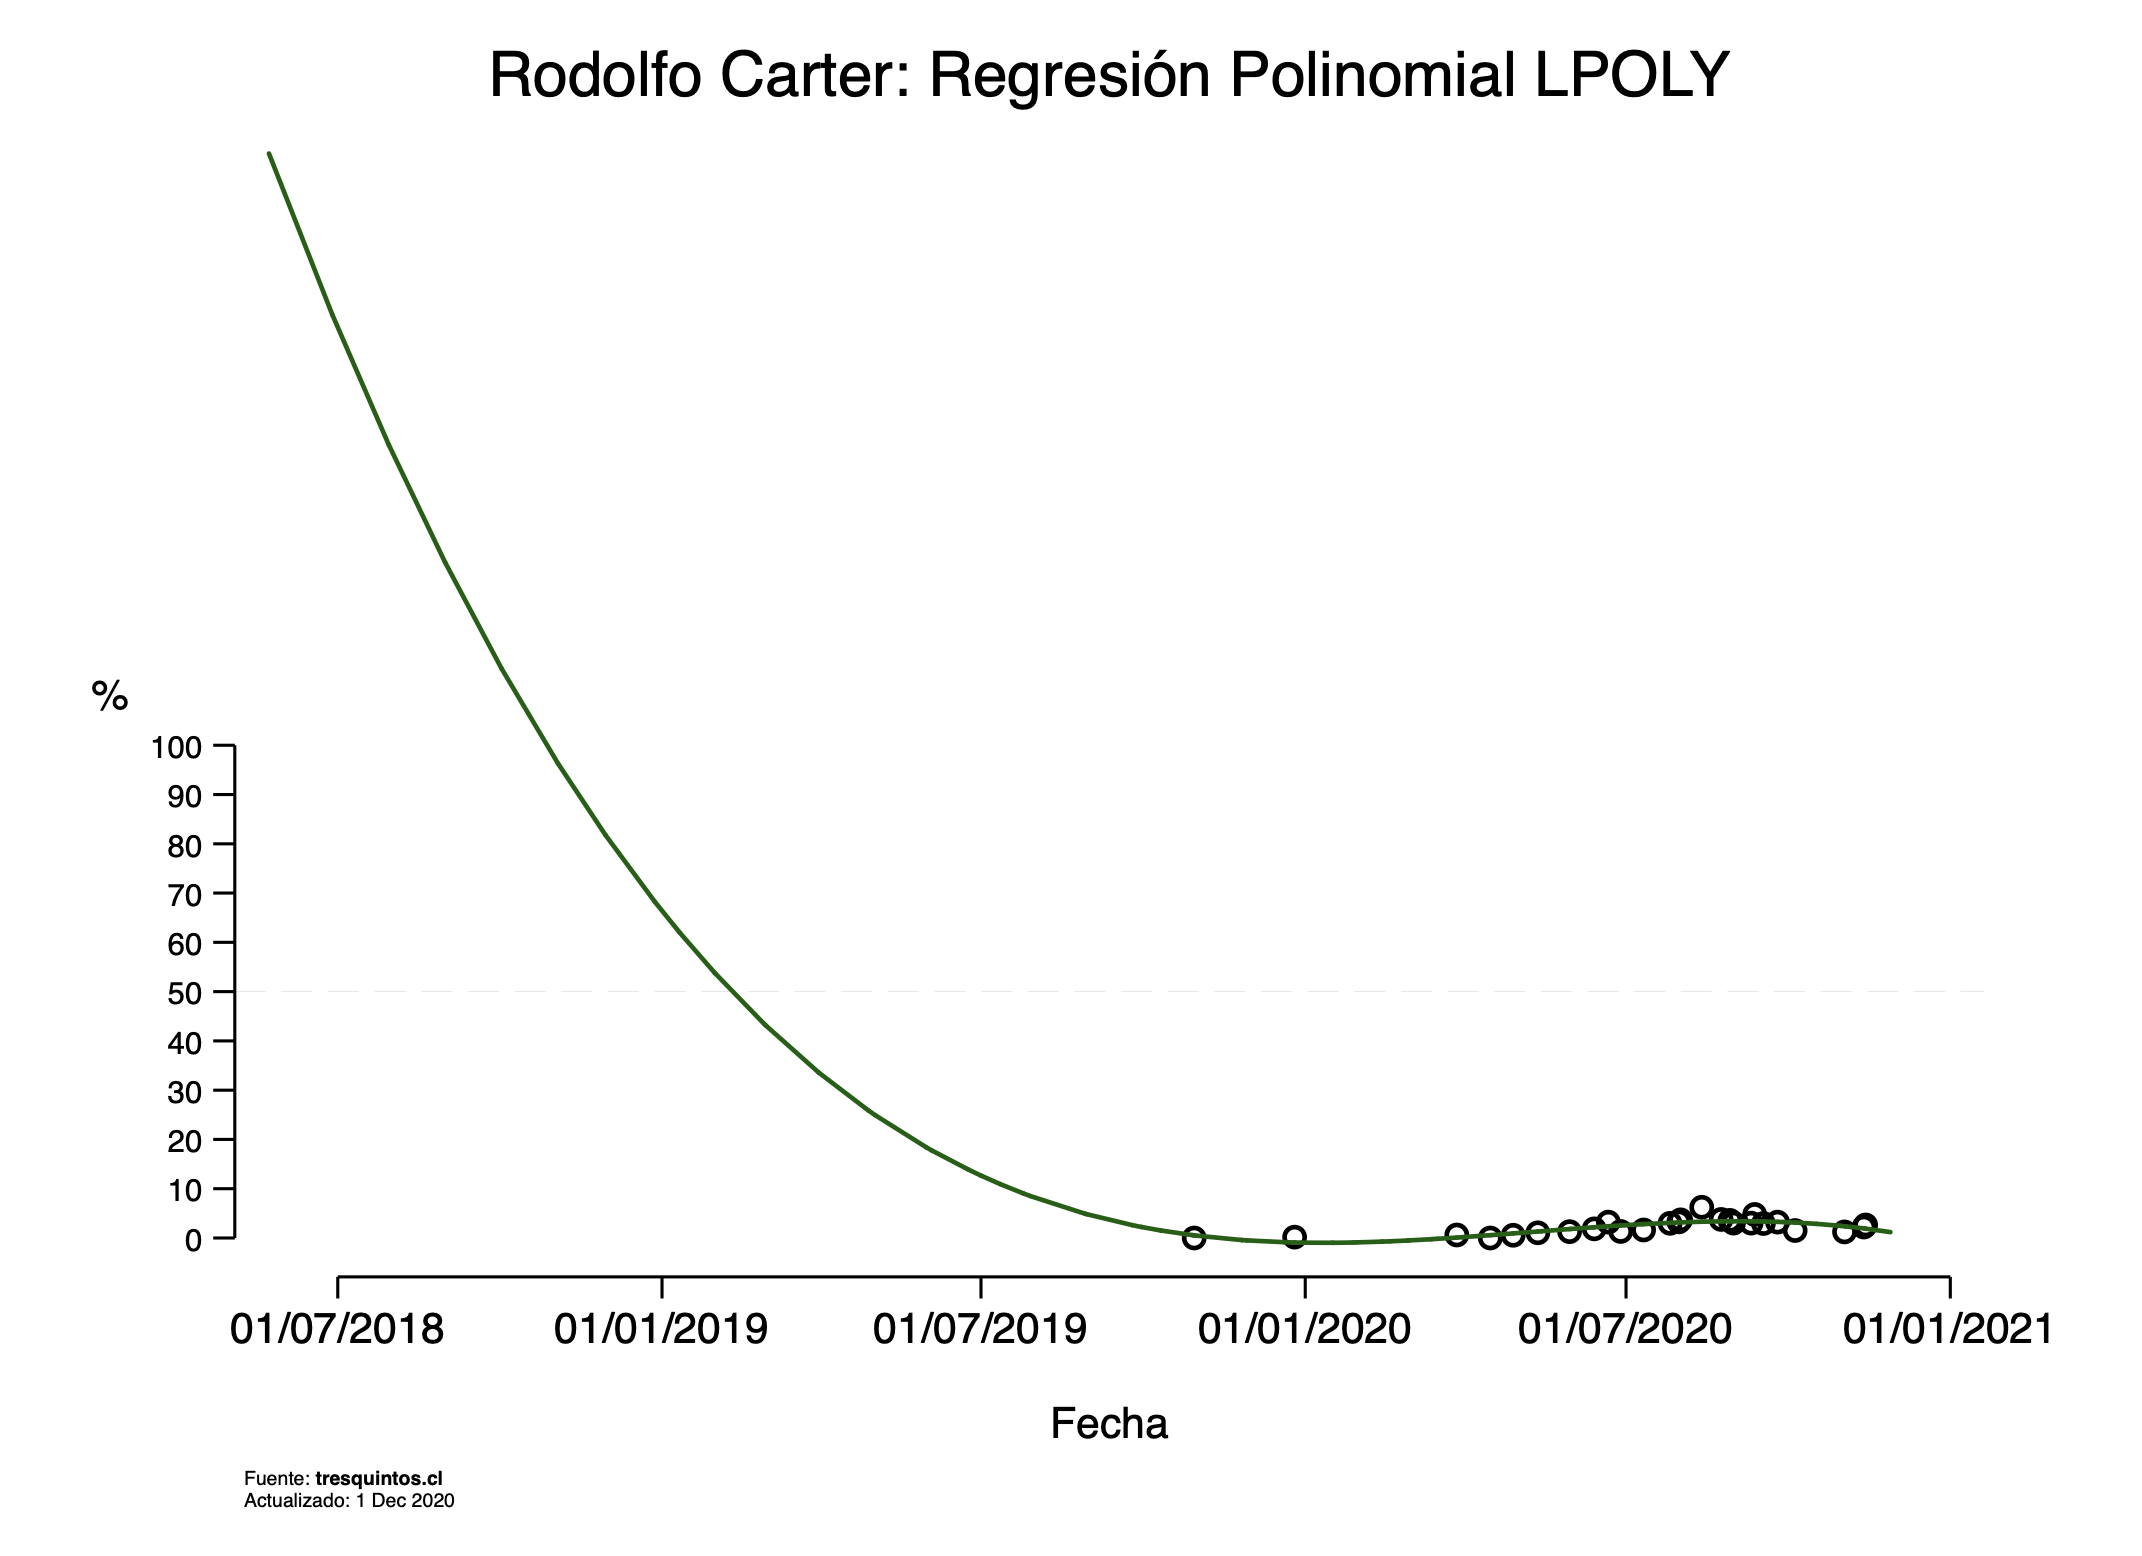 Rodolfo Carter: Regresión Polinomial LPOLY
%
100
90
80
70
60
50
40
30
20
10
0
01/07/2018 01/01/2019 01/07/2019 01/01/2020 01/07/2020 01/01/2021
Fecha
Fuente: tresquintos.cl
Actualizado: 1 Dec 2020